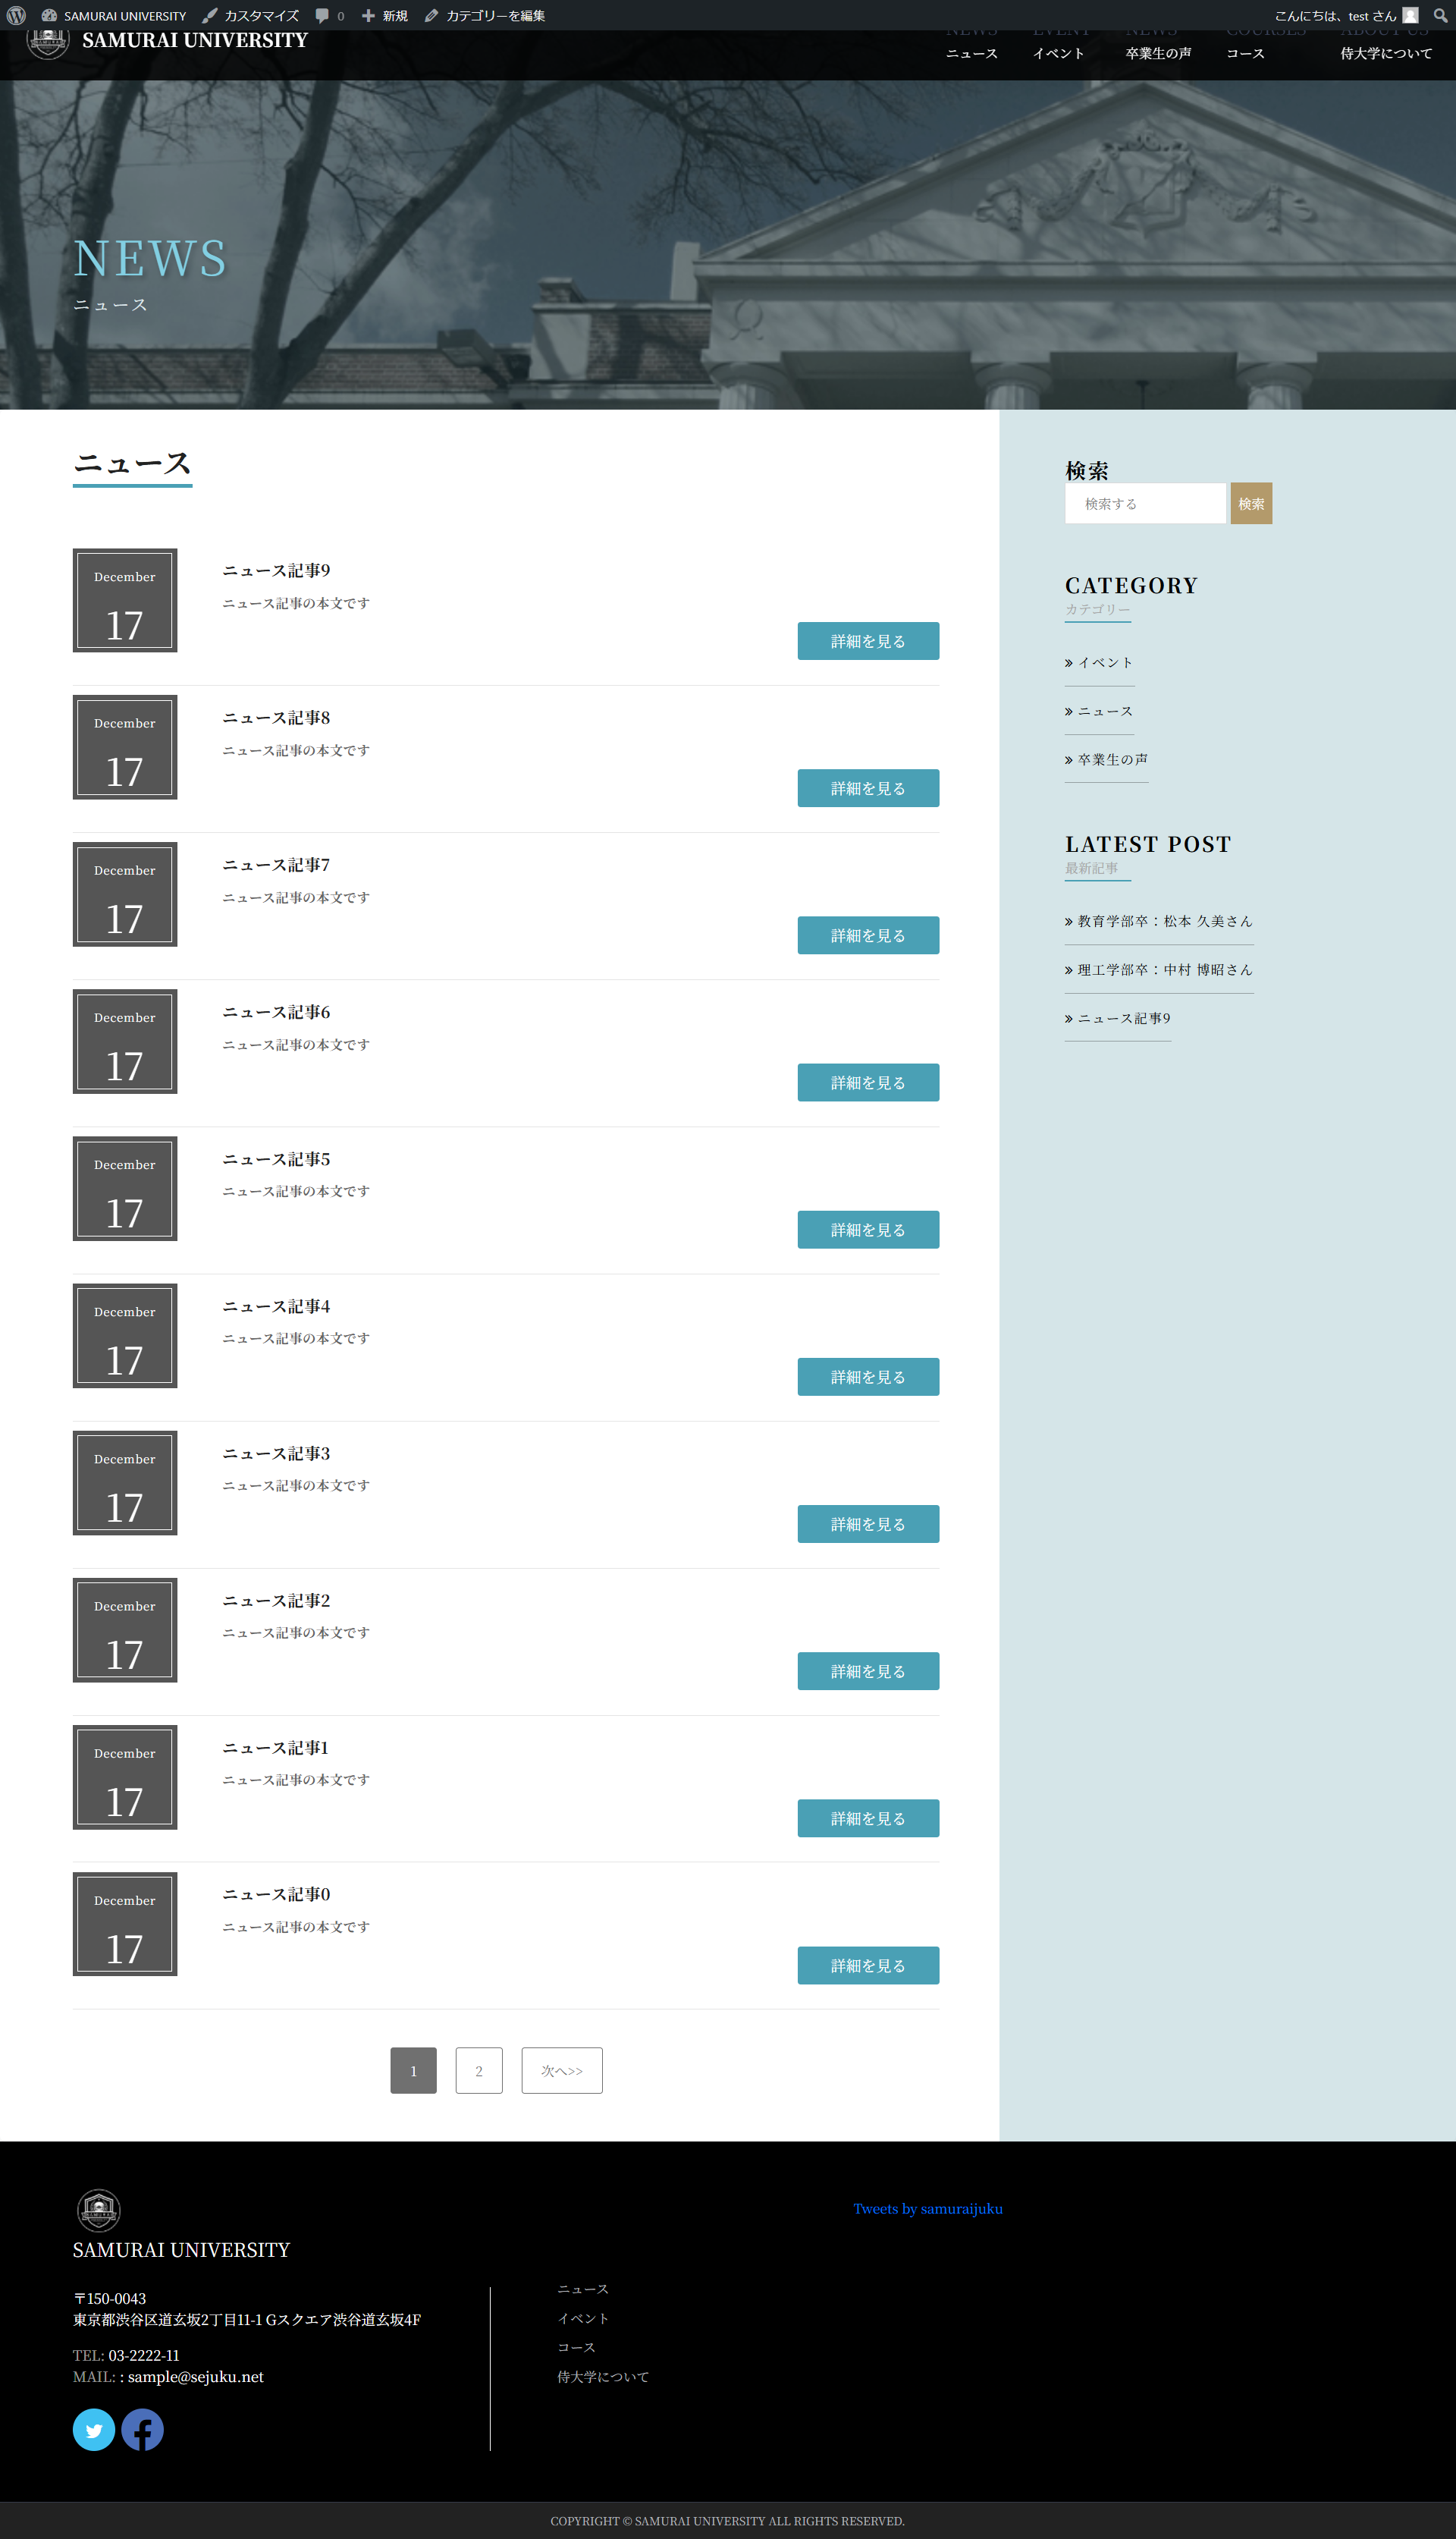 SAMURAI UNIVERSITY カスタマイズ 0 新規 カテゴリーを編集 こんにちは、test さん
SAMURAI UNIVERSITY
NEWS EVENT NEWS COURSES ABOUT US
ニュース イベント 卒業生の声 コース 侍大学について
NEWS
ニュース
ニュース
December
17
ニュース記事9
ニュース記事の本文です
詳細を見る
December
17
ニュース記事8
ニュース記事の本文です
詳細を見る
December
17
ニュース記事7
ニュース記事の本文です
詳細を見る
December
17
ニュース記事6
ニュース記事の本文です
詳細を見る
December
17
ニュース記事5
ニュース記事の本文です
詳細を見る
December
17
ニュース記事4
ニュース記事の本文です
詳細を見る
December
17
ニュース記事3
ニュース記事の本文です
詳細を見る
December
17
ニュース記事2
ニュース記事の本文です
詳細を見る
December
17
ニュース記事1
ニュース記事の本文です
詳細を見る
December
17
ニュース記事0
ニュース記事の本文です
詳細を見る
1 2 次へ>>
検索
検索する 検索
CATEGORY
カテゴリー
» イベント
» ニュース
» 卒業生の声
LATEST POST
最新記事
» 教育学部卒：松本 久美さん
» 理工学部卒：中村 博昭さん
» ニュース記事9
SAMURAI UNIVERSITY
〒150-0043
東京都渋谷区道玄坂2丁目11-1 Gスクエア渋谷道玄坂4F
TEL: 03-2222-11
MAIL: : sample@sejuku.net
ニュース
イベント
コース
侍大学について
Tweets by samuraijuku
COPYRIGHT © SAMURAI UNIVERSITY ALL RIGHTS RESERVED.